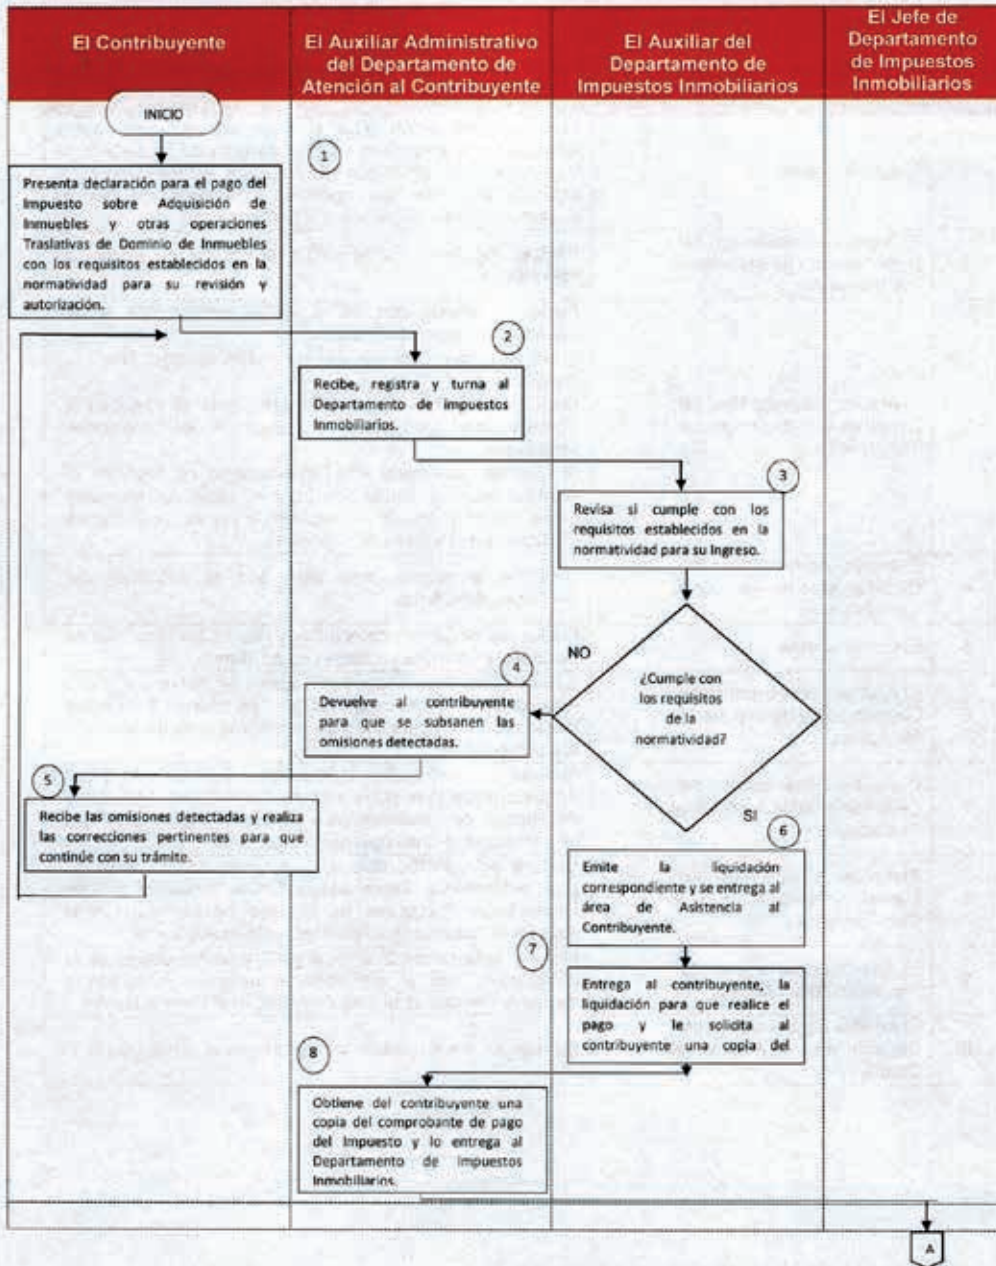 El Contribuyente
El Auxiliar Administrativo
del Departamento de
Atención al Contribuyente
El Auxiliar del
Departamento de
Impuestos Inmobiliarios
El Jefe de
Departamento
de Impuestos
Inmobiliarios
INICIO
1
Presenta declaración para el pago del
Impuesto sobre Adquisición de
Inmuebles y otras operaciones
Traslativas de Dominio de Inmuebles
con los requisitos establecidos en la
normatividad para su revisión y
autorización.
2
Recibe, registra y turna al
Departamento de Impuestos
Inmobiliarios.
3
Revisa si cumple con los
requisitos establecidos en la
normatividad para su Ingreso.
NO
¿Cumple con
los requisitos
de la
normatividad?
SI
4
Devuelve al contribuyente
para que se subsanen las
omisiones detectadas.
5
Recibe las omisiones detectadas y realiza
las correcciones pertinentes para que
continúe con su trámite.
6
Emite la liquidación
correspondiente y se entrega al
área de Asistencia al
Contribuyente.
7
Entrega al contribuyente, la
liquidación para que realice el
pago y le solicita al
contribuyente una copia del
8
Obtiene del contribuyente una
copia del comprobante de pago
del Impuesto y lo entrega al
Departamento de Impuestos
Inmobiliarios.
A